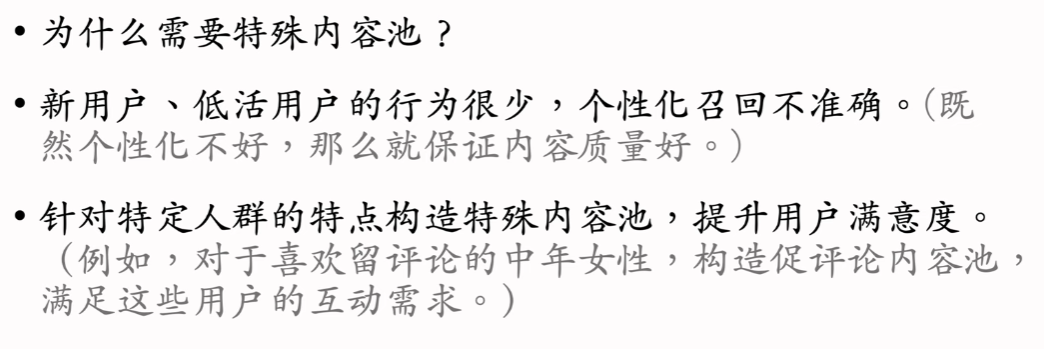 • 为什么需要特殊内容池？
• 新用户、低活用户的行为很少，个性化召回不准确。(既
然个性化不好，那么就保证内容质量好。)
• 针对特定人群的特点构造特殊内容池，提升用户满意度。
（例如，对于喜欢留评论的中年女性，构造促评论内容池，
满足这些用户的互动需求。）